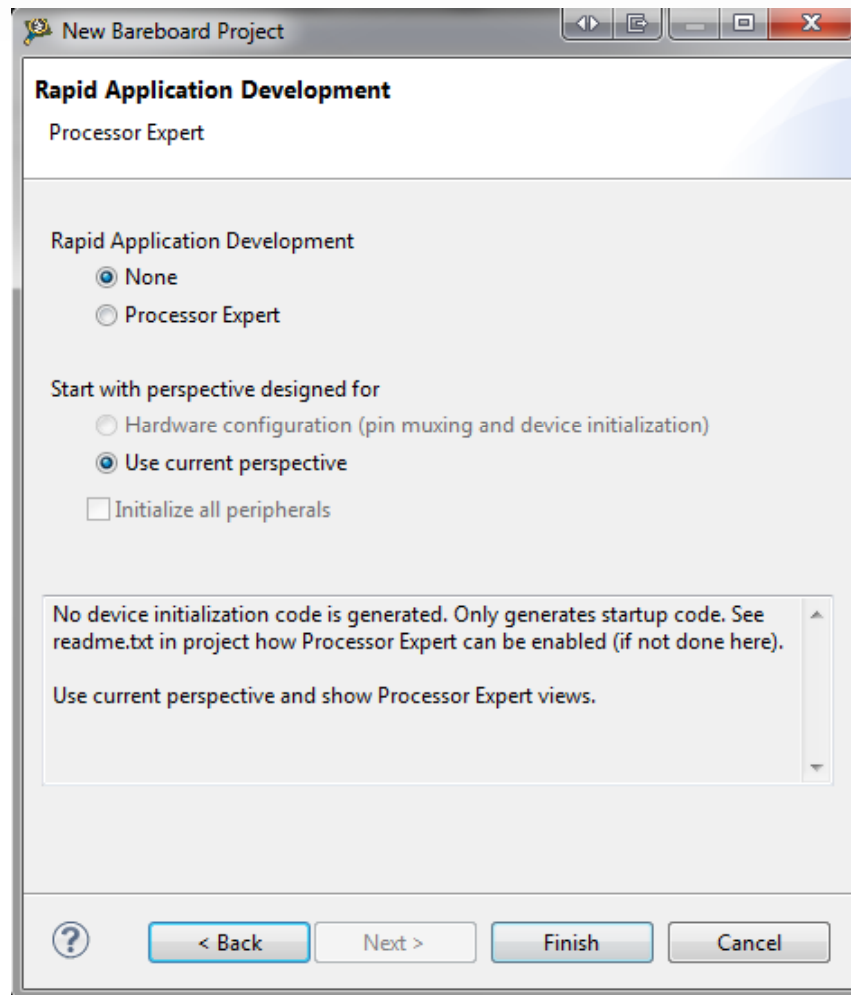 New Bareboard Project
Rapid Application Development
Processor Expert
Rapid Application Development
None
Processor Expert
Start with perspective designed for
Hardware configuration (pin muxing and device initialization)
Use current perspective
Initialize all peripherals
No device initialization code is generated. Only generates startup code. See
readme.txt in project how Processor Expert can be enabled (if not done here).
Use current perspective and show Processor Expert views.
? < Back Next > Finish Cancel